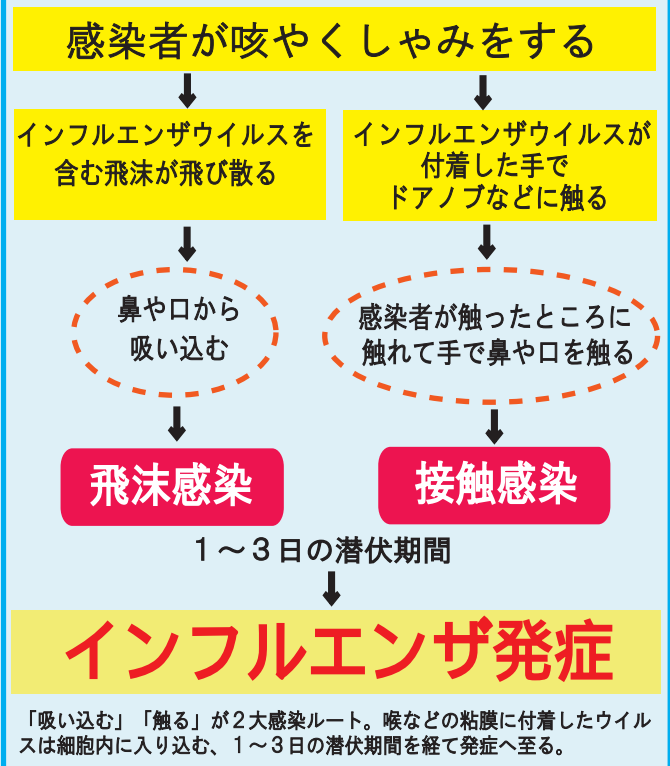 感染者が咳やくしゃみをする
インフルエンザウイルスを
含む飛沫が飛び散る
鼻や口から
吸い込む
飛沫感染
インフルエンザウイルスが
付着した手で
ドアノブなどに触る
感染者が触ったところに
触れて手で鼻や口を触る
接触感染
1〜3日の潜伏期間
インフルエンザ発症
「吸い込む」「触る」が2大感染ルート。喉などの粘膜に付着したウイル
スは細胞内に入り込む、1〜3日の潜伏期間を経て発症へ至る。